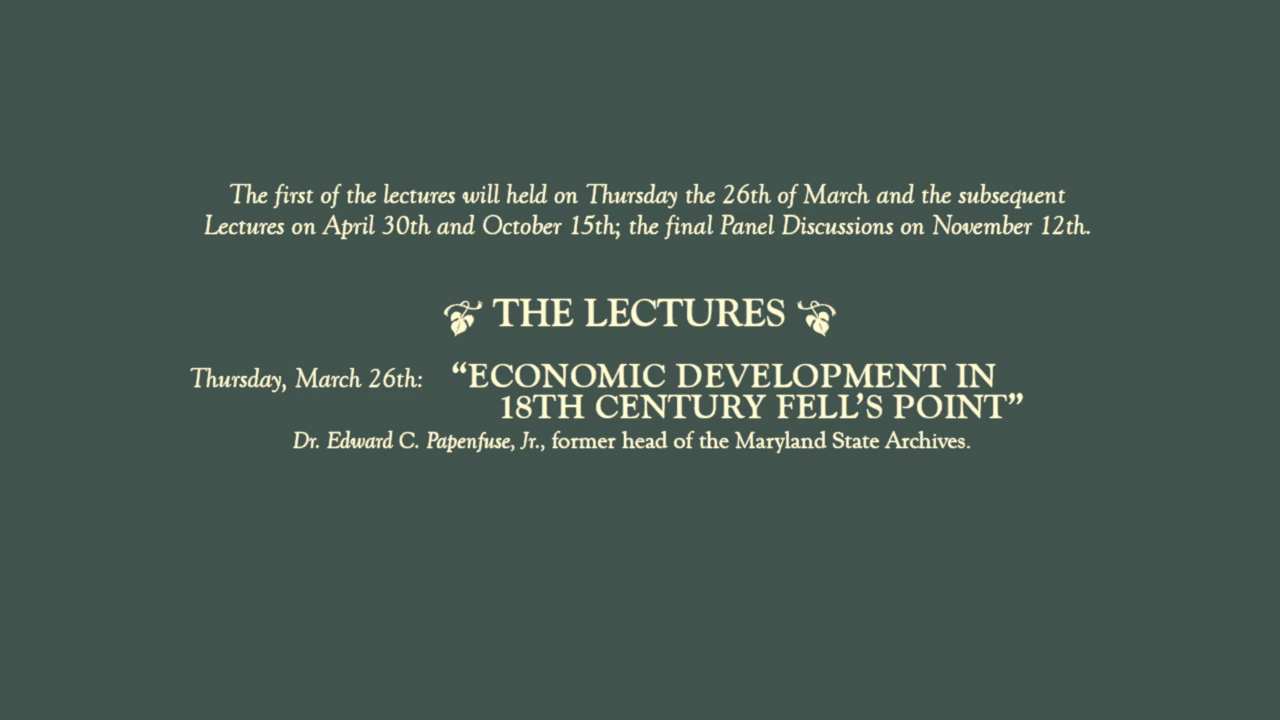 The first of the lectures will held on Thursday the 26th of March and the subsequent
Lectures on April 30th and October 15th; the final Panel Discussions on November 12th.
THE LECTURES
Thursday, March 26th: “ECONOMIC DEVELOPMENT IN
18TH CENTURY FELL’S POINT”
Dr. Edward C. Papenfuse, Jr., former head of the Maryland State Archives.